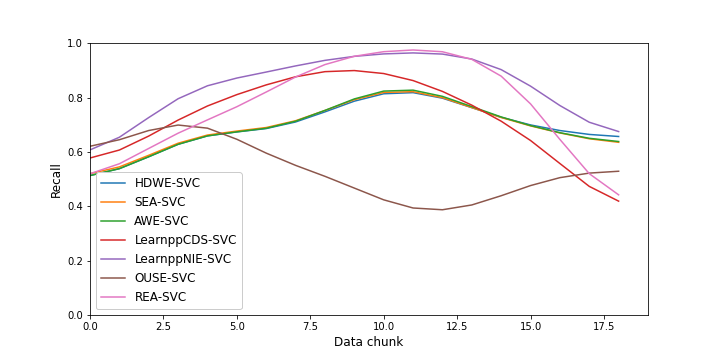 1.0
0.8
0.6
0.4
0.2
0.0
Recall
HDWE-SVC
SEA-SVC
AWE-SVC
LearnppCDS-SVC
LearnppNIE-SVC
OUSE-SVC
REA-SVC
0.0 2.5 5.0 7.5 10.0 12.5 15.0 17.5
Data chunk